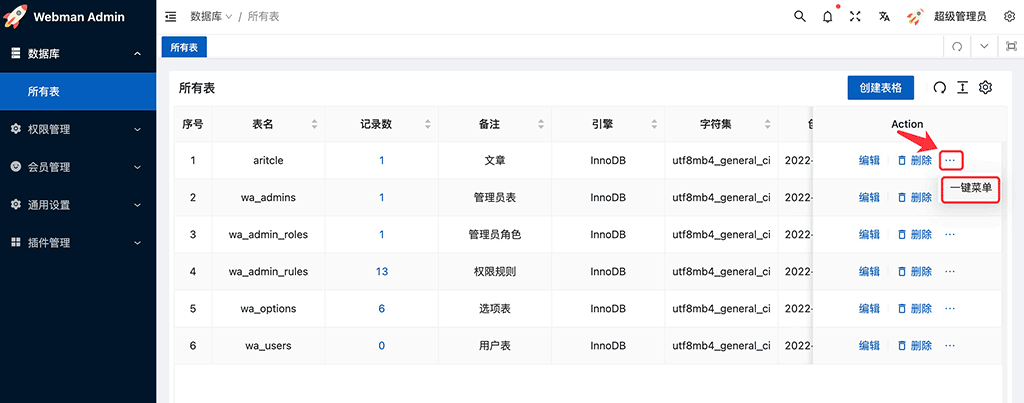 Webman Admin
数据库 / 所有表
超级管理员
数据库
所有表
权限管理
会员管理
通用设置
插件管理
所有表
所有表
创建表格
序号 表名 记录数 备注 引擎 字符集 Action
1 aritcle 1 文章 InnoDB utf8mb4_general_ci 2022- 编辑 删除 ...
一键菜单
2 wa_admins 1 管理员表 InnoDB utf8mb4_general_ci 2022- 编辑 删除
3 wa_admin_roles 1 管理员角色 InnoDB utf8mb4_general_ci 2022- 编辑 删除 ...
4 wa_admin_rules 13 权限规则 InnoDB utf8mb4_general_ci 2022- 编辑 删除 ...
5 wa_options 6 选项表 InnoDB utf8mb4_general_ci 2022- 编辑 删除 ...
6 wa_users 0 用户表 InnoDB utf8mb4_general_ci 2022- 编辑 删除 ...